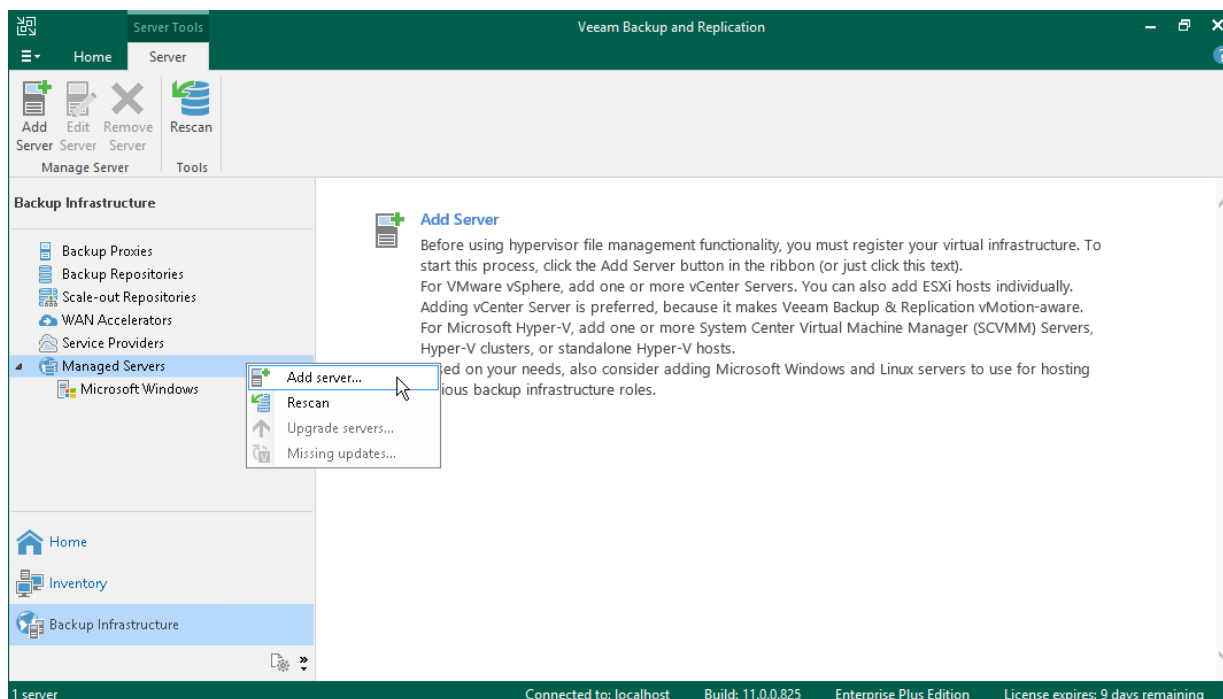 Server Tools
Veeam Backup and Replication
Home
Server
Add Server
Edit Server
Remove Server
Rescan
Manage Server
Tools
Backup Infrastructure
Backup Proxies
Backup Repositories
Scale-out Repositories
WAN Accelerators
Service Providers
Managed Servers
Microsoft Windows
Add server...
Rescan
Upgrade servers...
Missing updates...
Add Server
Before using hypervisor file management functionality, you must register your virtual infrastructure. To
start this process, click the Add Server button in the ribbon (or just click this text).
For VMware vSphere, add one or more vCenter Servers. You can also add ESXi hosts individually.
Adding vCenter Server is preferred, because it makes Veeam Backup & Replication vMotion-aware.
For Microsoft Hyper-V, add one or more System Center Virtual Machine Manager (SCVMM) Servers,
Hyper-V clusters, or standalone Hyper-V hosts.
on your needs, also consider adding Microsoft Windows and Linux servers to use for hosting
backup infrastructure roles.
Home
Inventory
Backup Infrastructure
1 server
Connected to: localhost
Build: 11.0.0.825
Enterprise Plus Edition
License expires: 9 days remaining